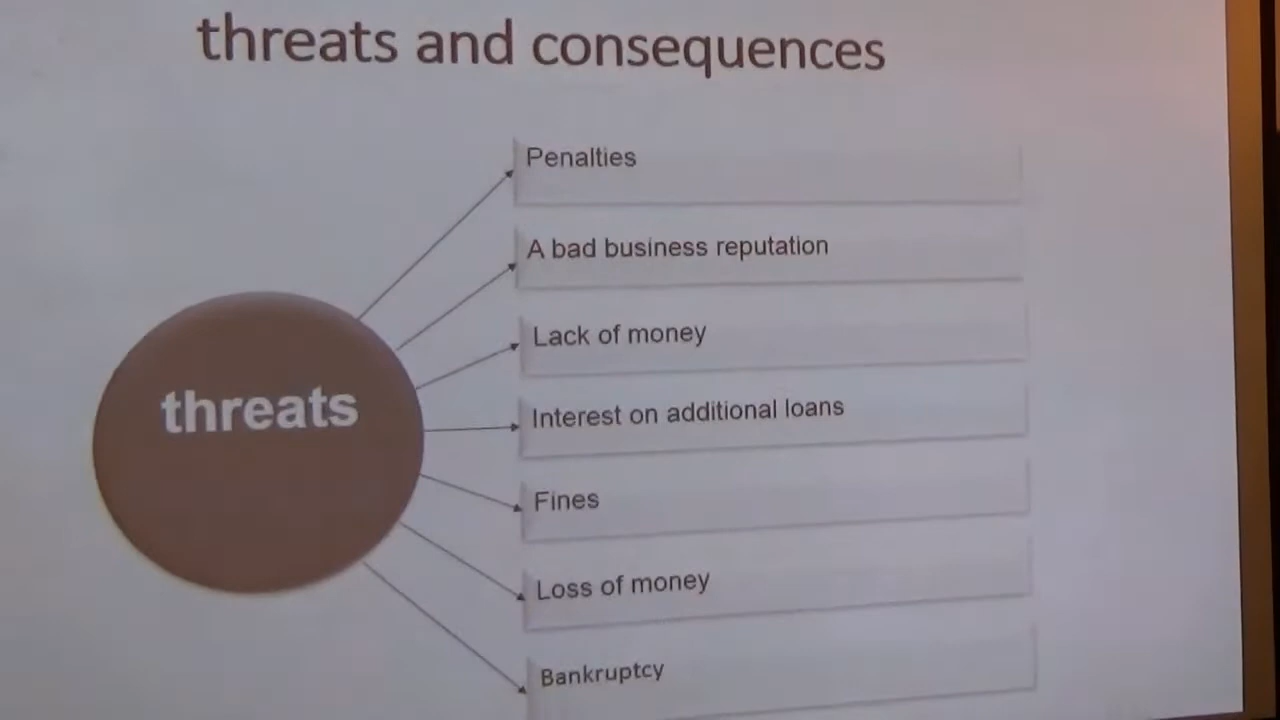 threats and consequences
Penalties
A bad business reputation
Lack of money
threats
Interest on additional loans
Fines
Loss of money
Bankruptcy